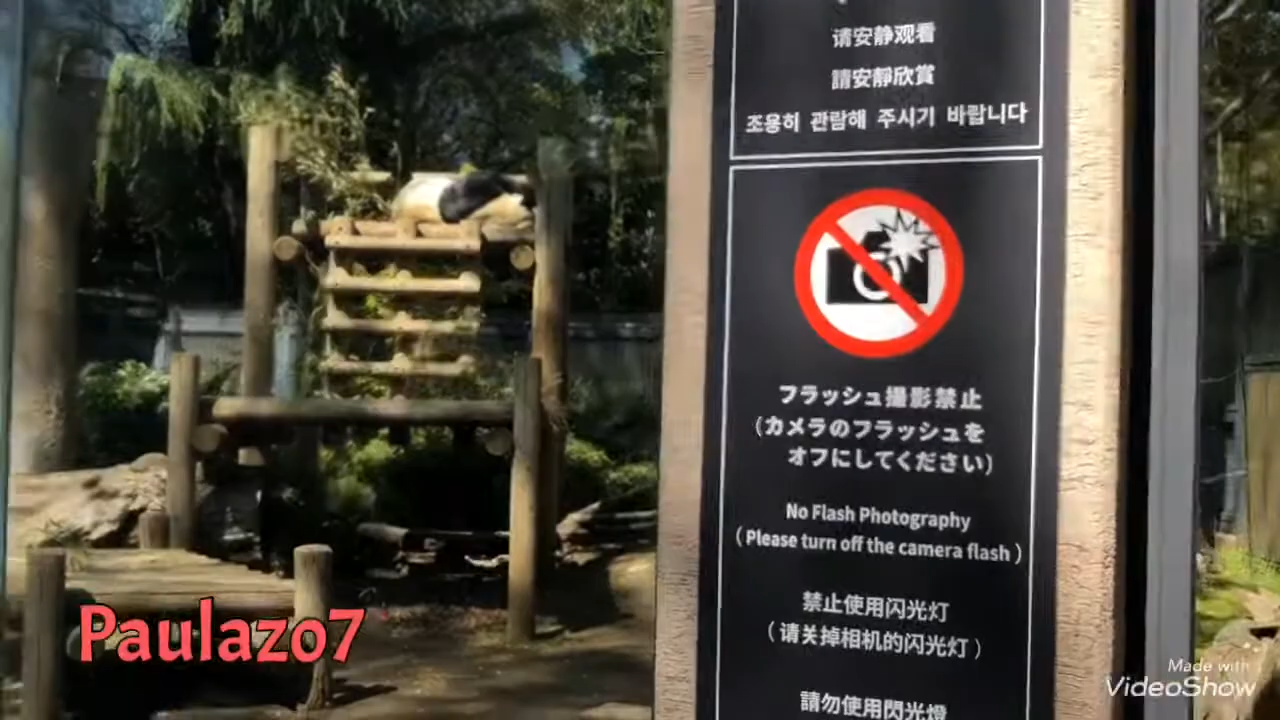 请安静观看
請安靜欣賞
조용히 관람해 주시기 바랍니다
フラッシュ撮影禁止
(カメラのフラッシュを
オフにしてください)
No Flash Photography
( Please turn off the camera flash )
禁止使用闪光灯
( 请关掉相机的闪光灯 )
請勿使用閃光燈
Paulazo7
Made with
VideoShow